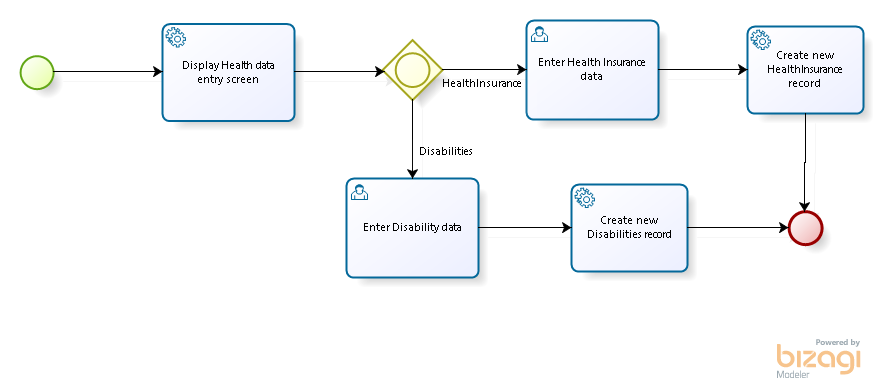 Display Health data
entry screen
HealthInsurance
Enter Health Insurance
data
Create new
HealthInsurance
record
Disabilities
Enter Disability data
Create new
Disabilities record
Powered by
bizagi
Modeler